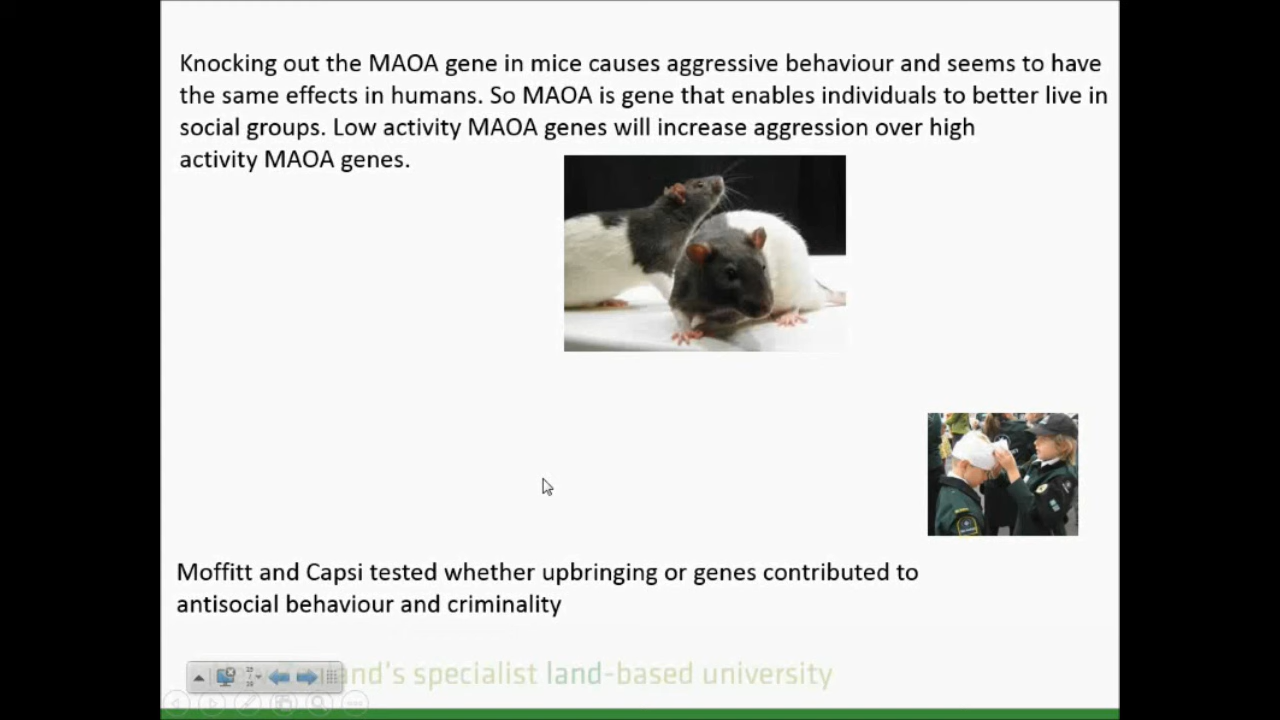 Knocking out the MAOA gene in mice causes aggressive behaviour and seems to have
the same effects in humans. So MAOA is gene that enables individuals to better live in
social groups. Low activity MAOA genes will increase aggression over high
activity MAOA genes.
Moffitt and Capsi tested whether upbringing or genes contributed to
antisocial behaviour and criminality
and's specialist land-based university